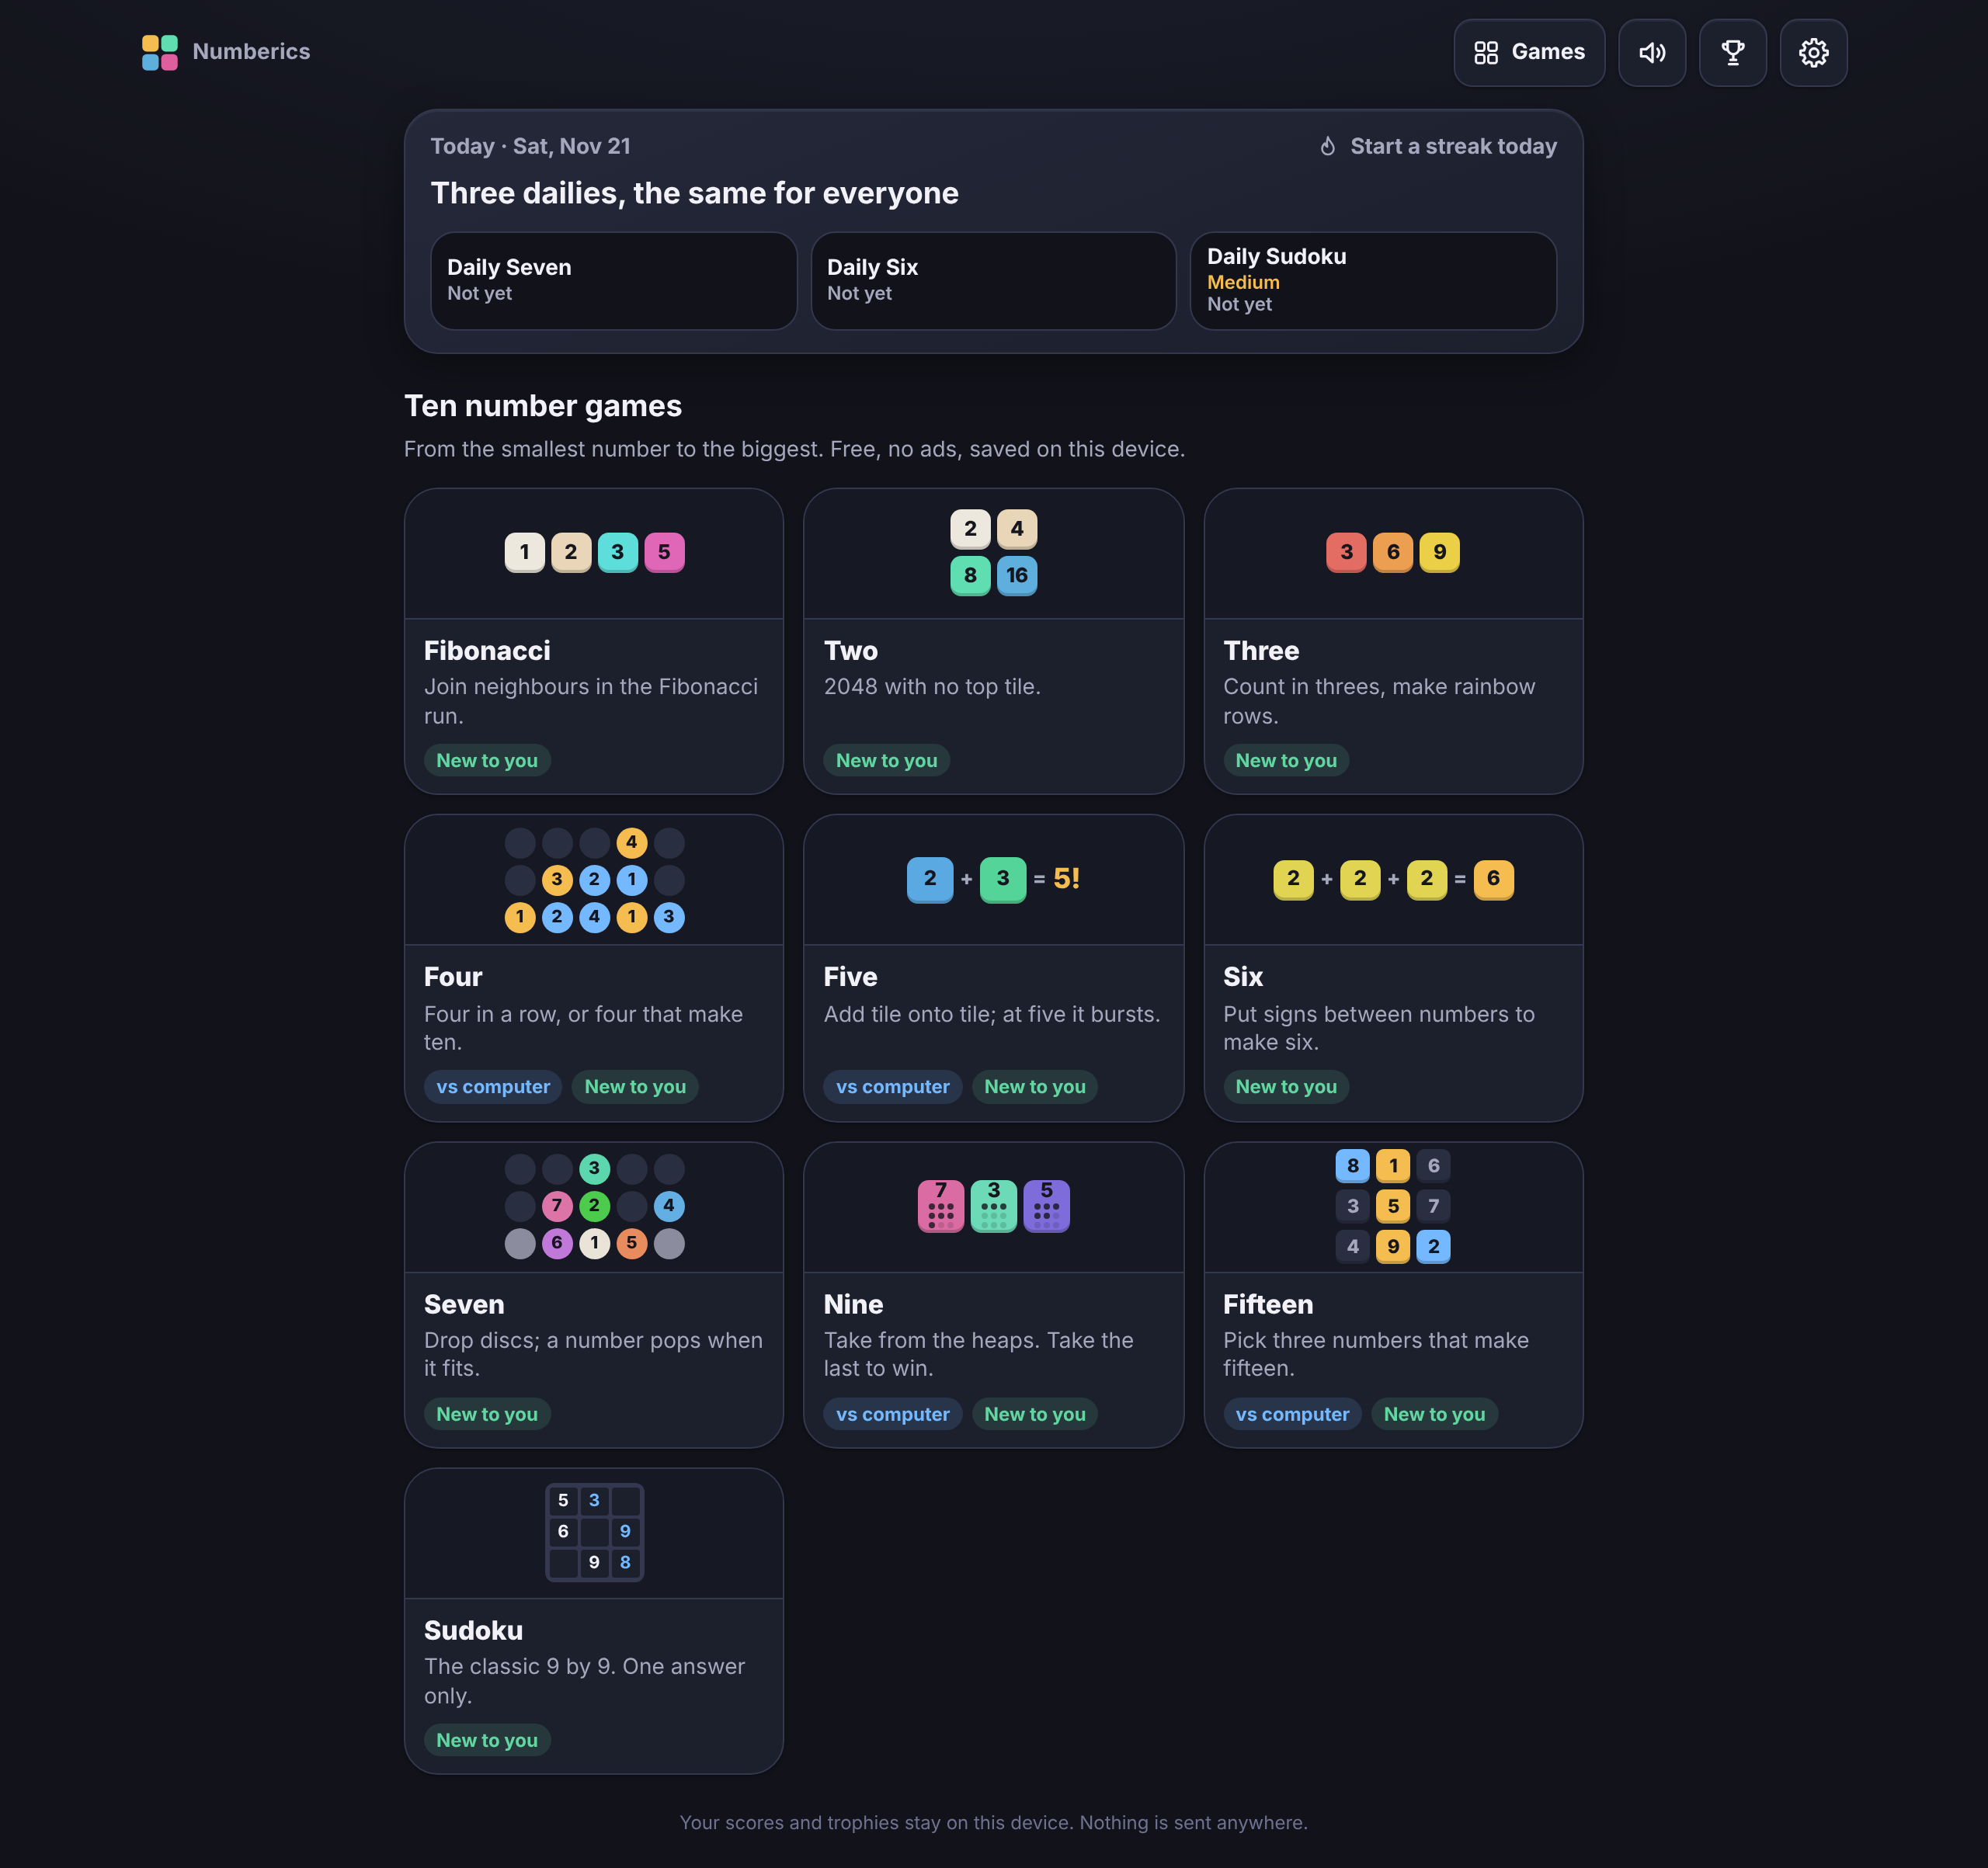 Numberics
Games
Today · Sat, Nov 21
Start a streak today
Three dailies, the same for everyone
Daily Seven
Not yet
Daily Six
Not yet
Daily Sudoku
Medium
Not yet
Ten number games
From the smallest number to the biggest. Free, no ads, saved on this device.
1 2 3 5
Fibonacci
Join neighbours in the Fibonacci
run.
New to you
2 4
8 16
Two
2048 with no top tile.
New to you
3 6 9
Three
Count in threes, make rainbow
rows.
New to you
4
3 2 1
1 2 4 1 3
Four
Four in a row, or four that make
ten.
vs computer New to you
2 + 3 = 5!
Five
Add tile onto tile; at five it bursts.
vs computer New to you
2 + 2 + 2 = 6
Six
Put signs between numbers to
make six.
New to you
3
7 2 4
6 1 5
Seven
Drop discs; a number pops when
it fits.
New to you
7 3 5
Nine
Take from the heaps. Take the
last to win.
vs computer New to you
8 1 6
3 5 7
4 9 2
Fifteen
Pick three numbers that make
fifteen.
vs computer New to you
5 3
6 9
9 8
Sudoku
The classic 9 by 9. One answer
only.
New to you
Your scores and trophies stay on this device. Nothing is sent anywhere.